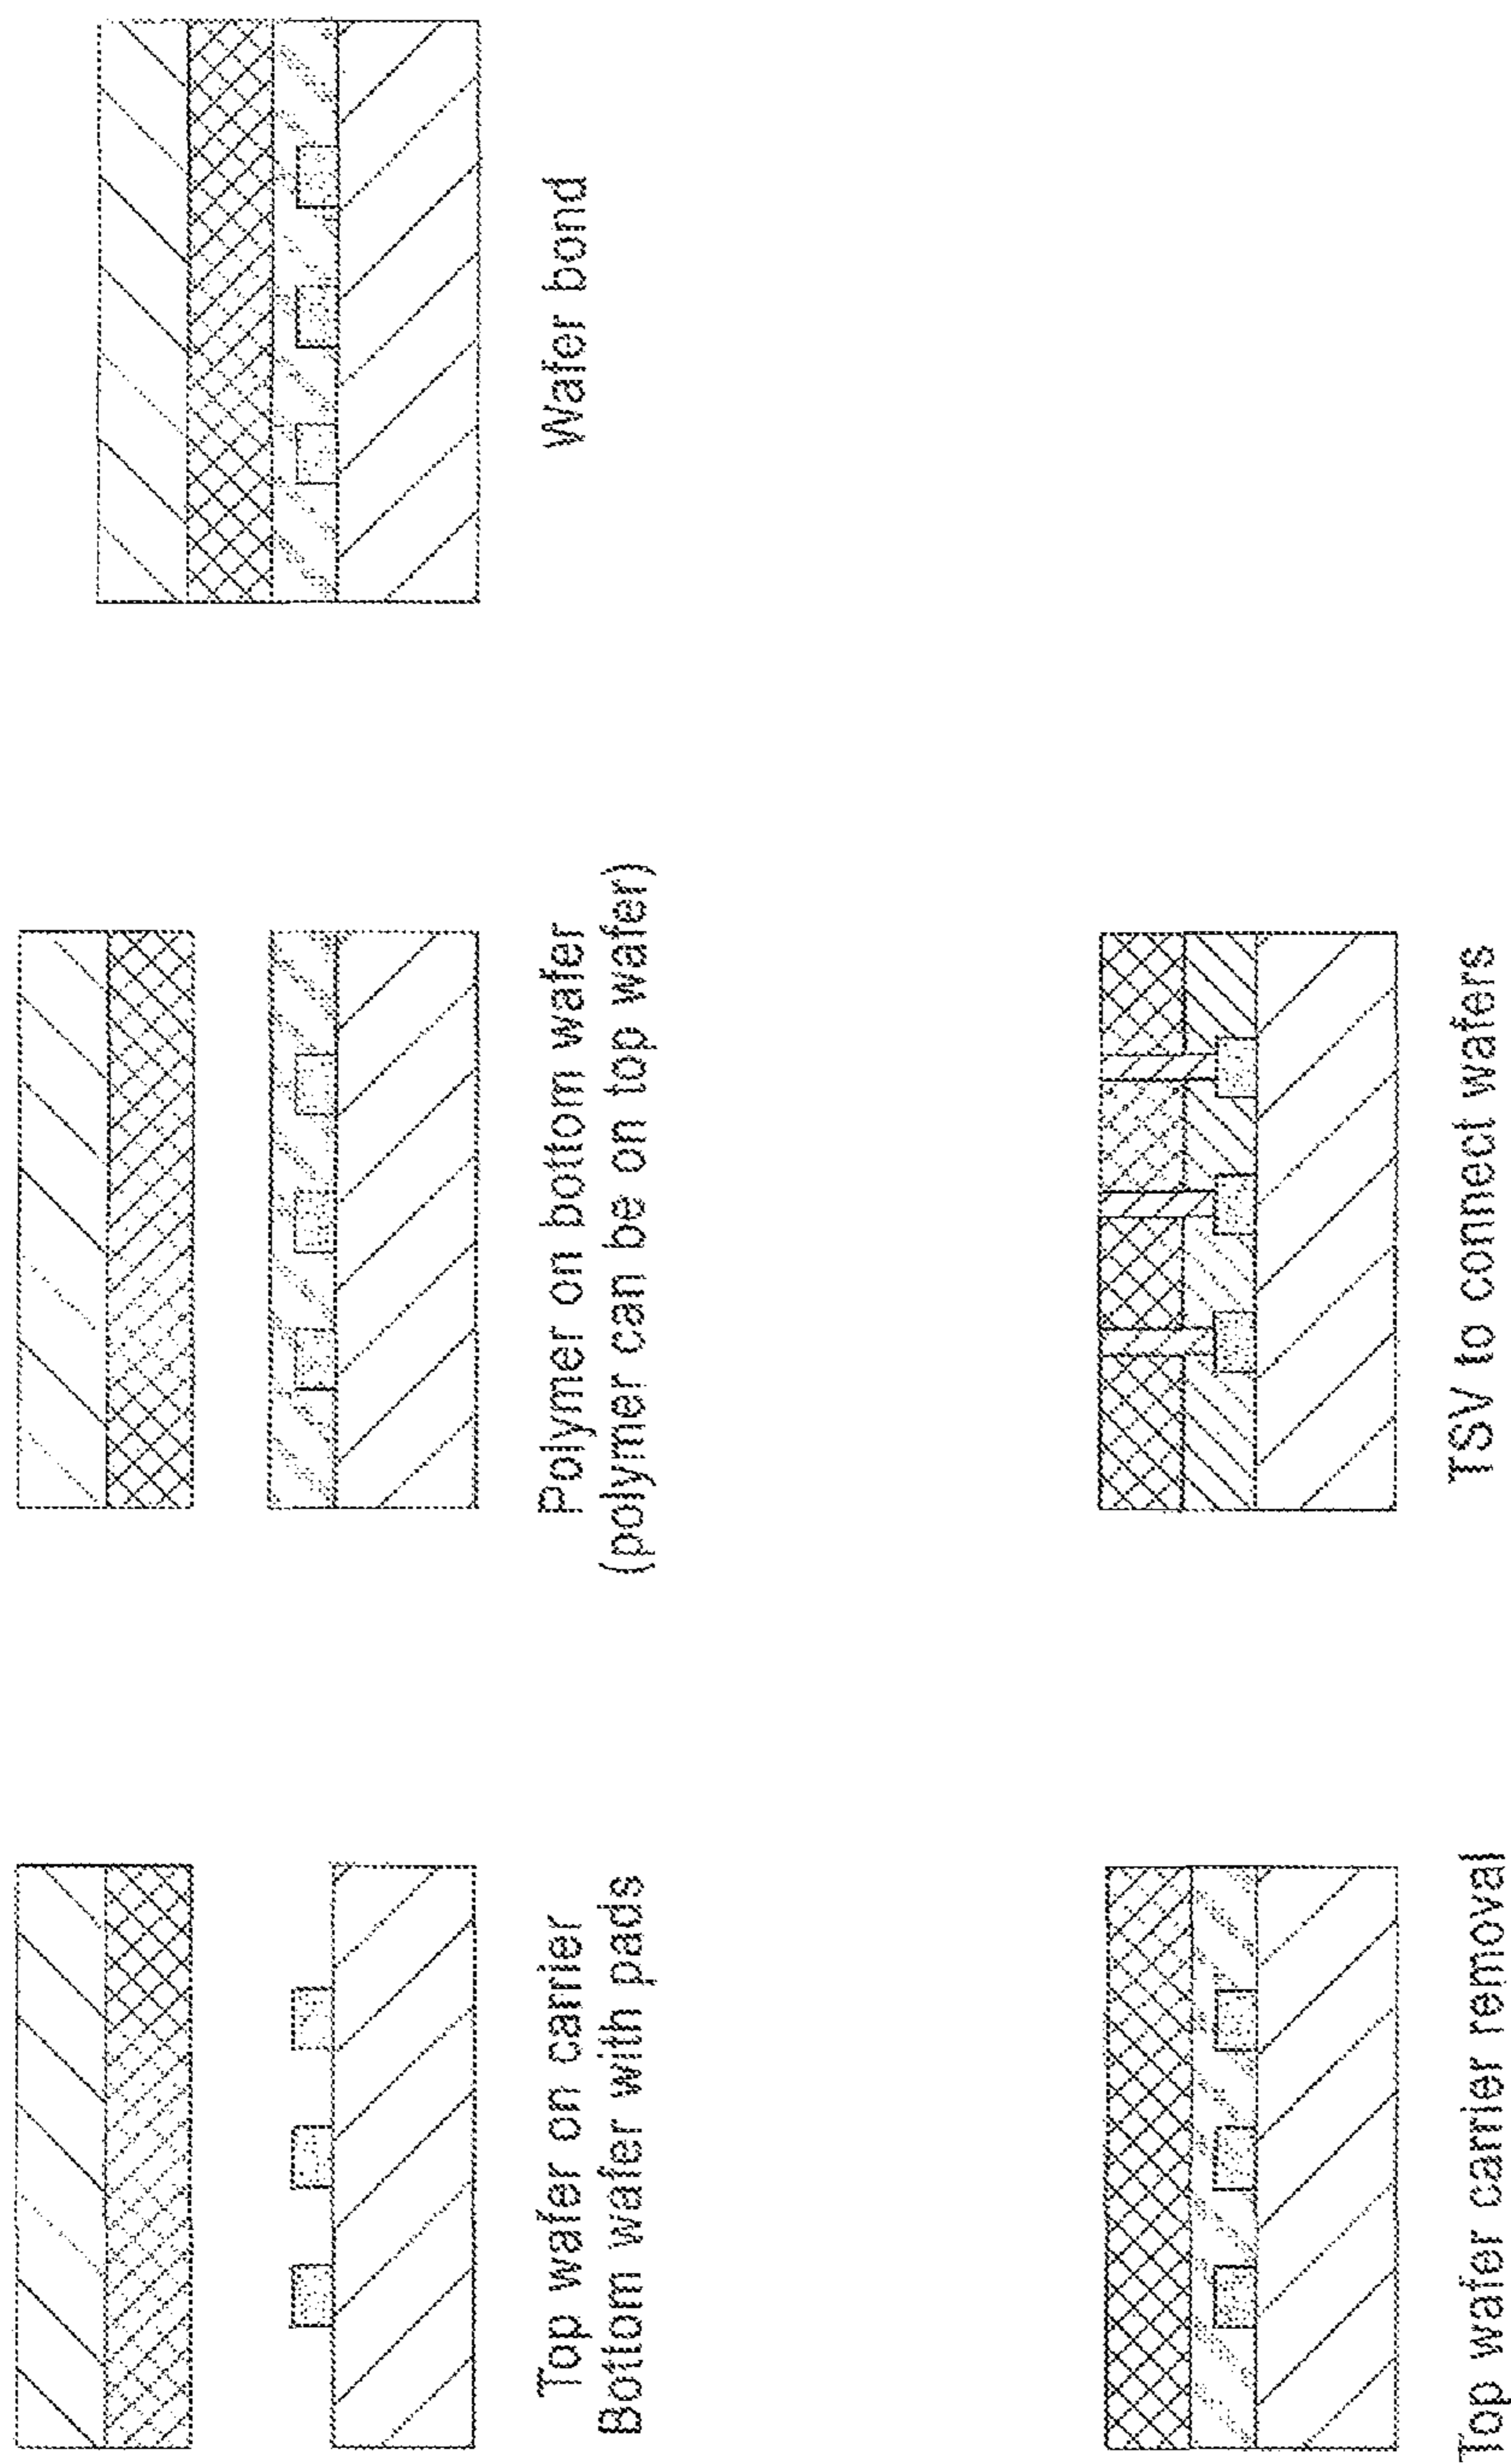 Top wafer on carrier
Bottom wafer with pads
Polymer on bottom wafer
(polymer can be on top wafer)
Wafer bond
Top wafer carrier removal
TSV to connect wafers